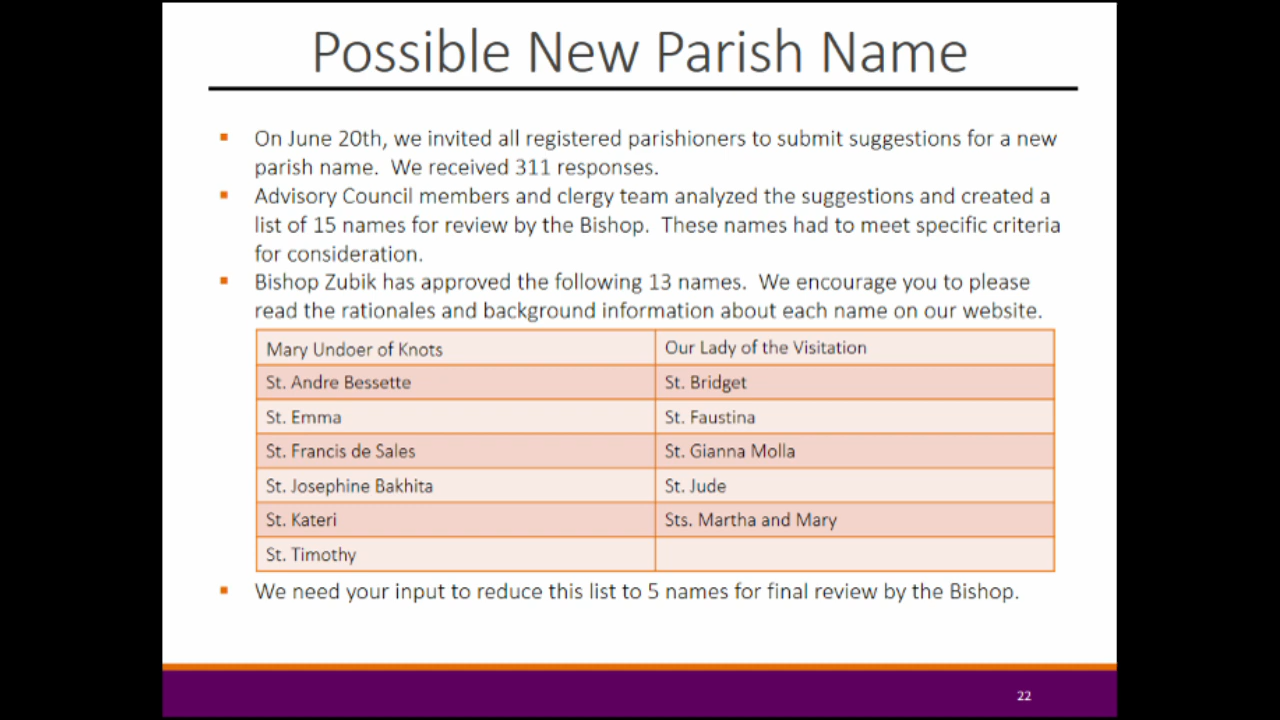 Possible New Parish Name
On June 20th, we invited all registered parishioners to submit suggestions for a new
parish name.  We received 311 responses.
Advisory Council members and clergy team analyzed the suggestions and created a
list of 15 names for review by the Bishop.  These names had to meet specific criteria
for consideration.
Bishop Zubik has approved the following 13 names.  We encourage you to please
read the rationales and background information about each name on our website.
Mary Undoer of Knots
Our Lady of the Visitation
St. Andre Bessette
St. Bridget
St. Emma
St. Faustina
St. Francis de Sales
St. Gianna Molla
St. Josephine Bakhita
St. Jude
St. Kateri
Sts. Martha and Mary
St. Timothy
We need your input to reduce this list to 5 names for final review by the Bishop.
22